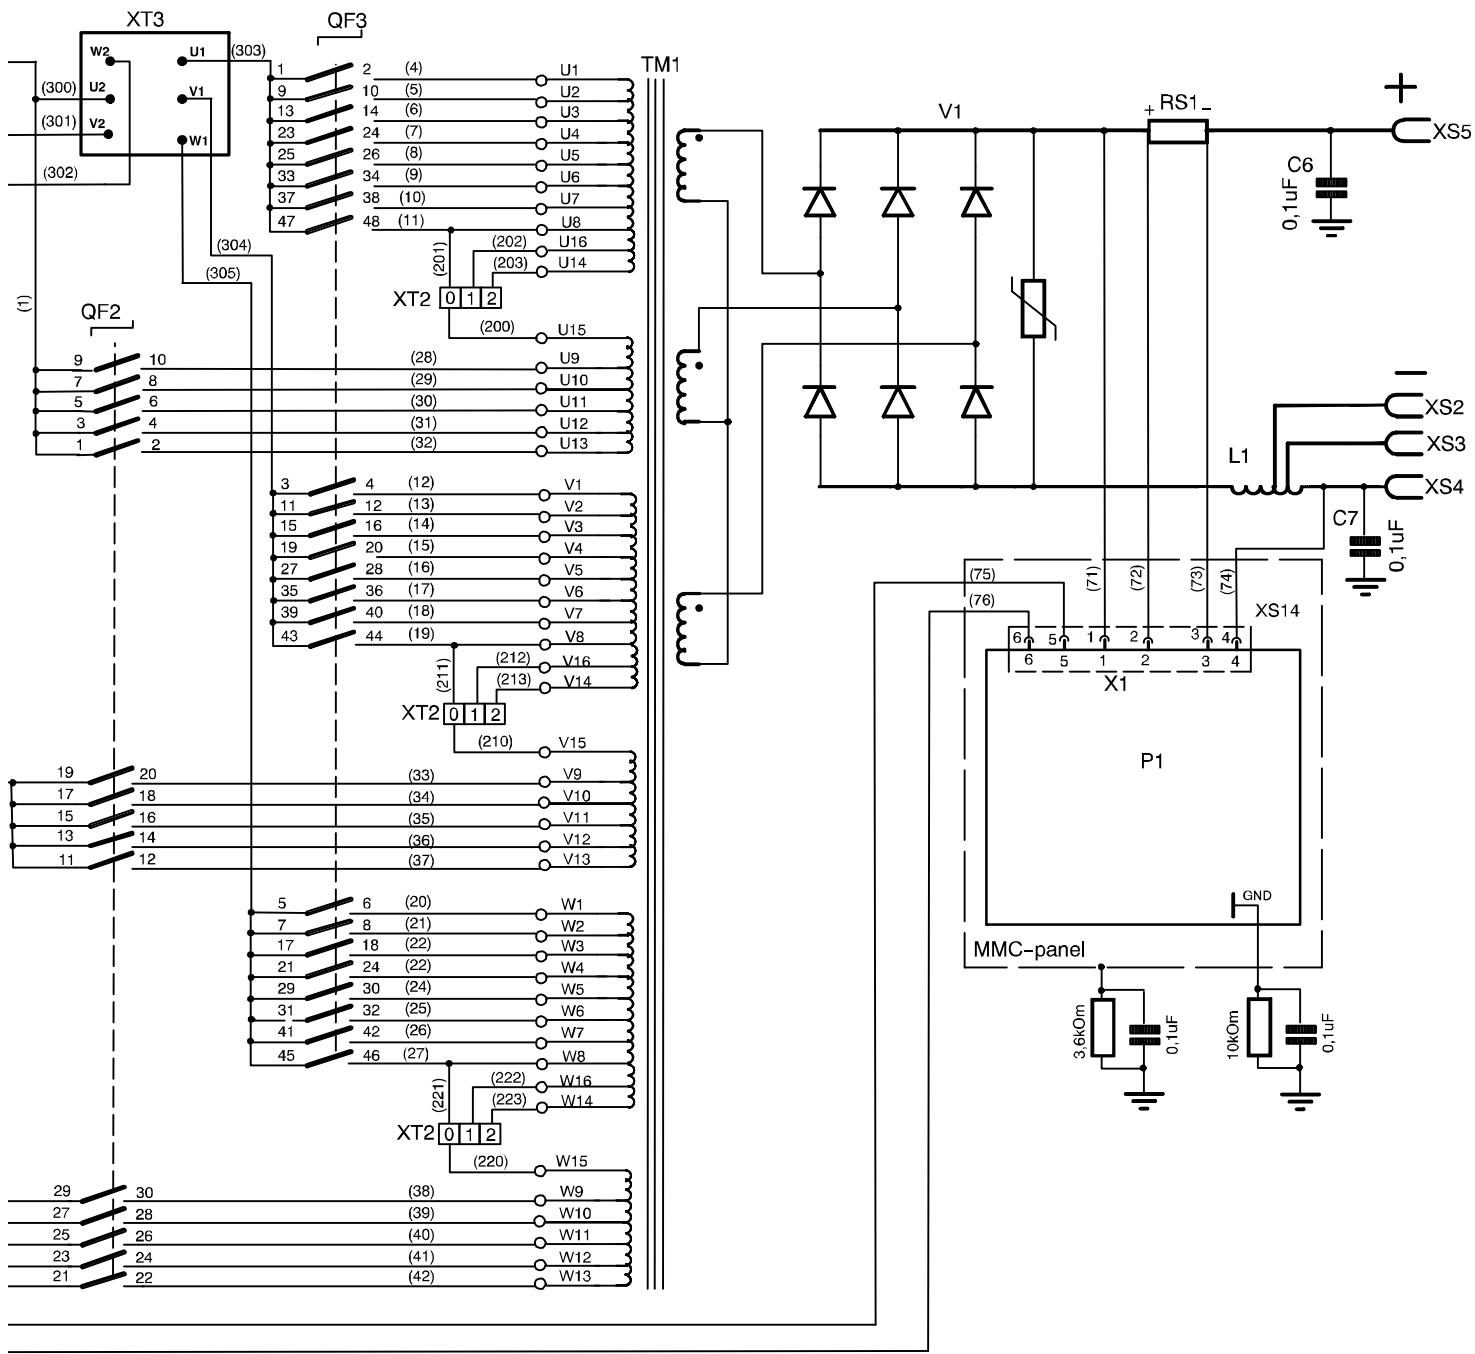 XT3
QF3
W2
U1
(303)
TM1
1
2
(4)
U1
(300)
U2
V1
9
10
(5)
U2
(301)
V2
13
14
(6)
U3
W1
23
24
(7)
U4
25
26
(8)
U5
(302)
33
34
(9)
U6
37
38
(10)
U7
47
48
(11)
U8
(304)
(201)
(202)
U16
(305)
(203)
U14
XT2
0
1
2
(1)
QF2
(200)
U15
9
10
(28)
U9
7
8
(29)
U10
5
6
(30)
U11
3
4
(31)
U12
1
2
(32)
U13
3
4
(12)
V1
11
12
(13)
V2
15
16
(14)
V3
19
20
(15)
V4
27
28
(16)
V5
35
36
(17)
V6
39
40
(18)
V7
43
44
(19)
V8
(211)
(212)
V16
(213)
V14
XT2
0
1
2
(210)
V15
19
20
(33)
V9
17
18
(34)
V10
15
16
(35)
V11
13
14
(36)
V12
11
12
(37)
V13
5
6
(20)
W1
7
8
(21)
W2
17
18
(22)
W3
21
24
(22)
W4
29
30
(24)
W5
31
32
(25)
W6
41
42
(26)
W7
45
46
(27)
W8
(221)
(222)
W16
(223)
W14
XT2
0
1
2
(220)
W15
29
30
(38)
W9
27
28
(39)
W10
25
26
(40)
W11
23
24
(41)
W12
21
22
(42)
W13
V1
+ RS1 -
+
XS5
C6
0,1uF
−
XS2
XS3
L1
XS4
C7
0,1uF
(75)
(76)
(71)
(72)
(73)
(74)
XS14
6
5
1
2
3
4
6
5
1
2
3
4
X1
P1
GND
MMC-panel
3,6kOm
0,1uF
10kOm
0,1uF